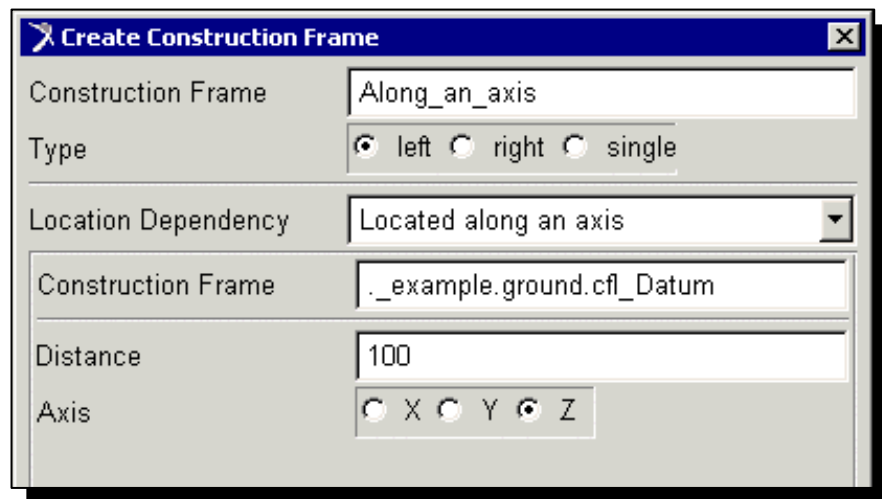 Create Construction Frame
Construction Frame Along_an_axis
Type left right single
Location Dependency Located along an axis
Construction Frame ._example.ground.cfl_Datum
Distance 100
Axis X Y Z